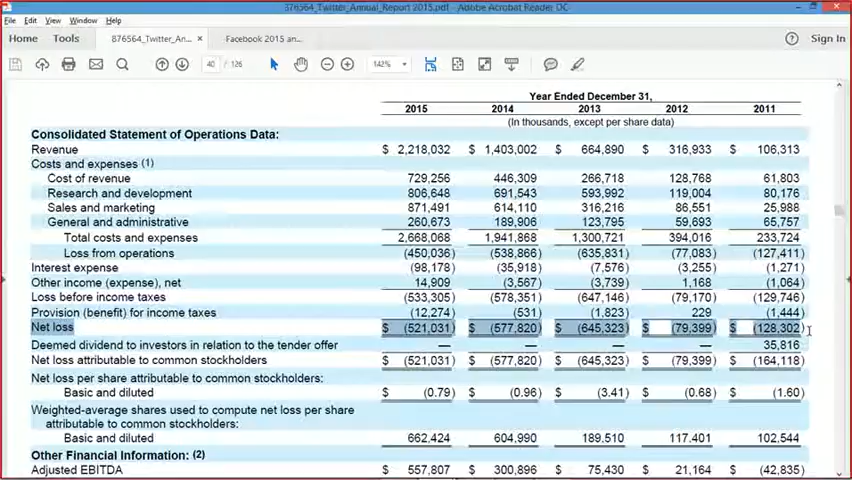 876364_Twitter_Annual_Report 2015.pdf - Adobe Acrobat Reader DC
File Edit View Window Help
Home Tools 876364_Twitter_An... × Facebook 2015 an... Sign In
40 / 126 142%
Year Ended December 31,
2015 2014 2013 2012 2011
(In thousands, except per share data)
Consolidated Statement of Operations Data:
Revenue $ 2,218,032 $ 1,403,002 $ 664,890 $ 316,933 $ 106,313
Costs and expenses (1)
Cost of revenue 729,256 446,309 266,718 128,768 61,803
Research and development 806,648 691,543 593,992 119,004 80,176
Sales and marketing 871,491 614,110 316,216 86,551 25,988
General and administrative 260,673 189,906 123,795 59,693 65,757
Total costs and expenses 2,668,068 1,941,868 1,300,721 394,016 233,724
Loss from operations (450,036) (538,866) (635,831) (77,083) (127,411)
Interest expense (98,178) (35,918) (7,576) (3,255) (1,271)
Other income (expense), net 14,909 (3,567) (3,739) 1,168 (1,064)
Loss before income taxes (533,305) (578,351) (647,146) (79,170) (129,746)
Provision (benefit) for income taxes (12,274) (531) (1,823) 229 (1,444)
Net loss $ (521,031) $ (577,820) $ (645,323) $ (79,399) $ (128,302)
Deemed dividend to investors in relation to the tender offer — — — — 35,816
Net loss attributable to common stockholders $ (521,031) $ (577,820) $ (645,323) $ (79,399) $ (164,118)
Net loss per share attributable to common stockholders:
Basic and diluted $ (0.79) $ (0.96) $ (3.41) $ (0.68) $ (1.60)
Weighted-average shares used to compute net loss per share
attributable to common stockholders:
Basic and diluted 662,424 604,990 189,510 117,401 102,544
Other Financial Information: (2)
Adjusted EBITDA $ 557,807 $ 300,896 $ 75,430 $ 21,164 $ (42,835)